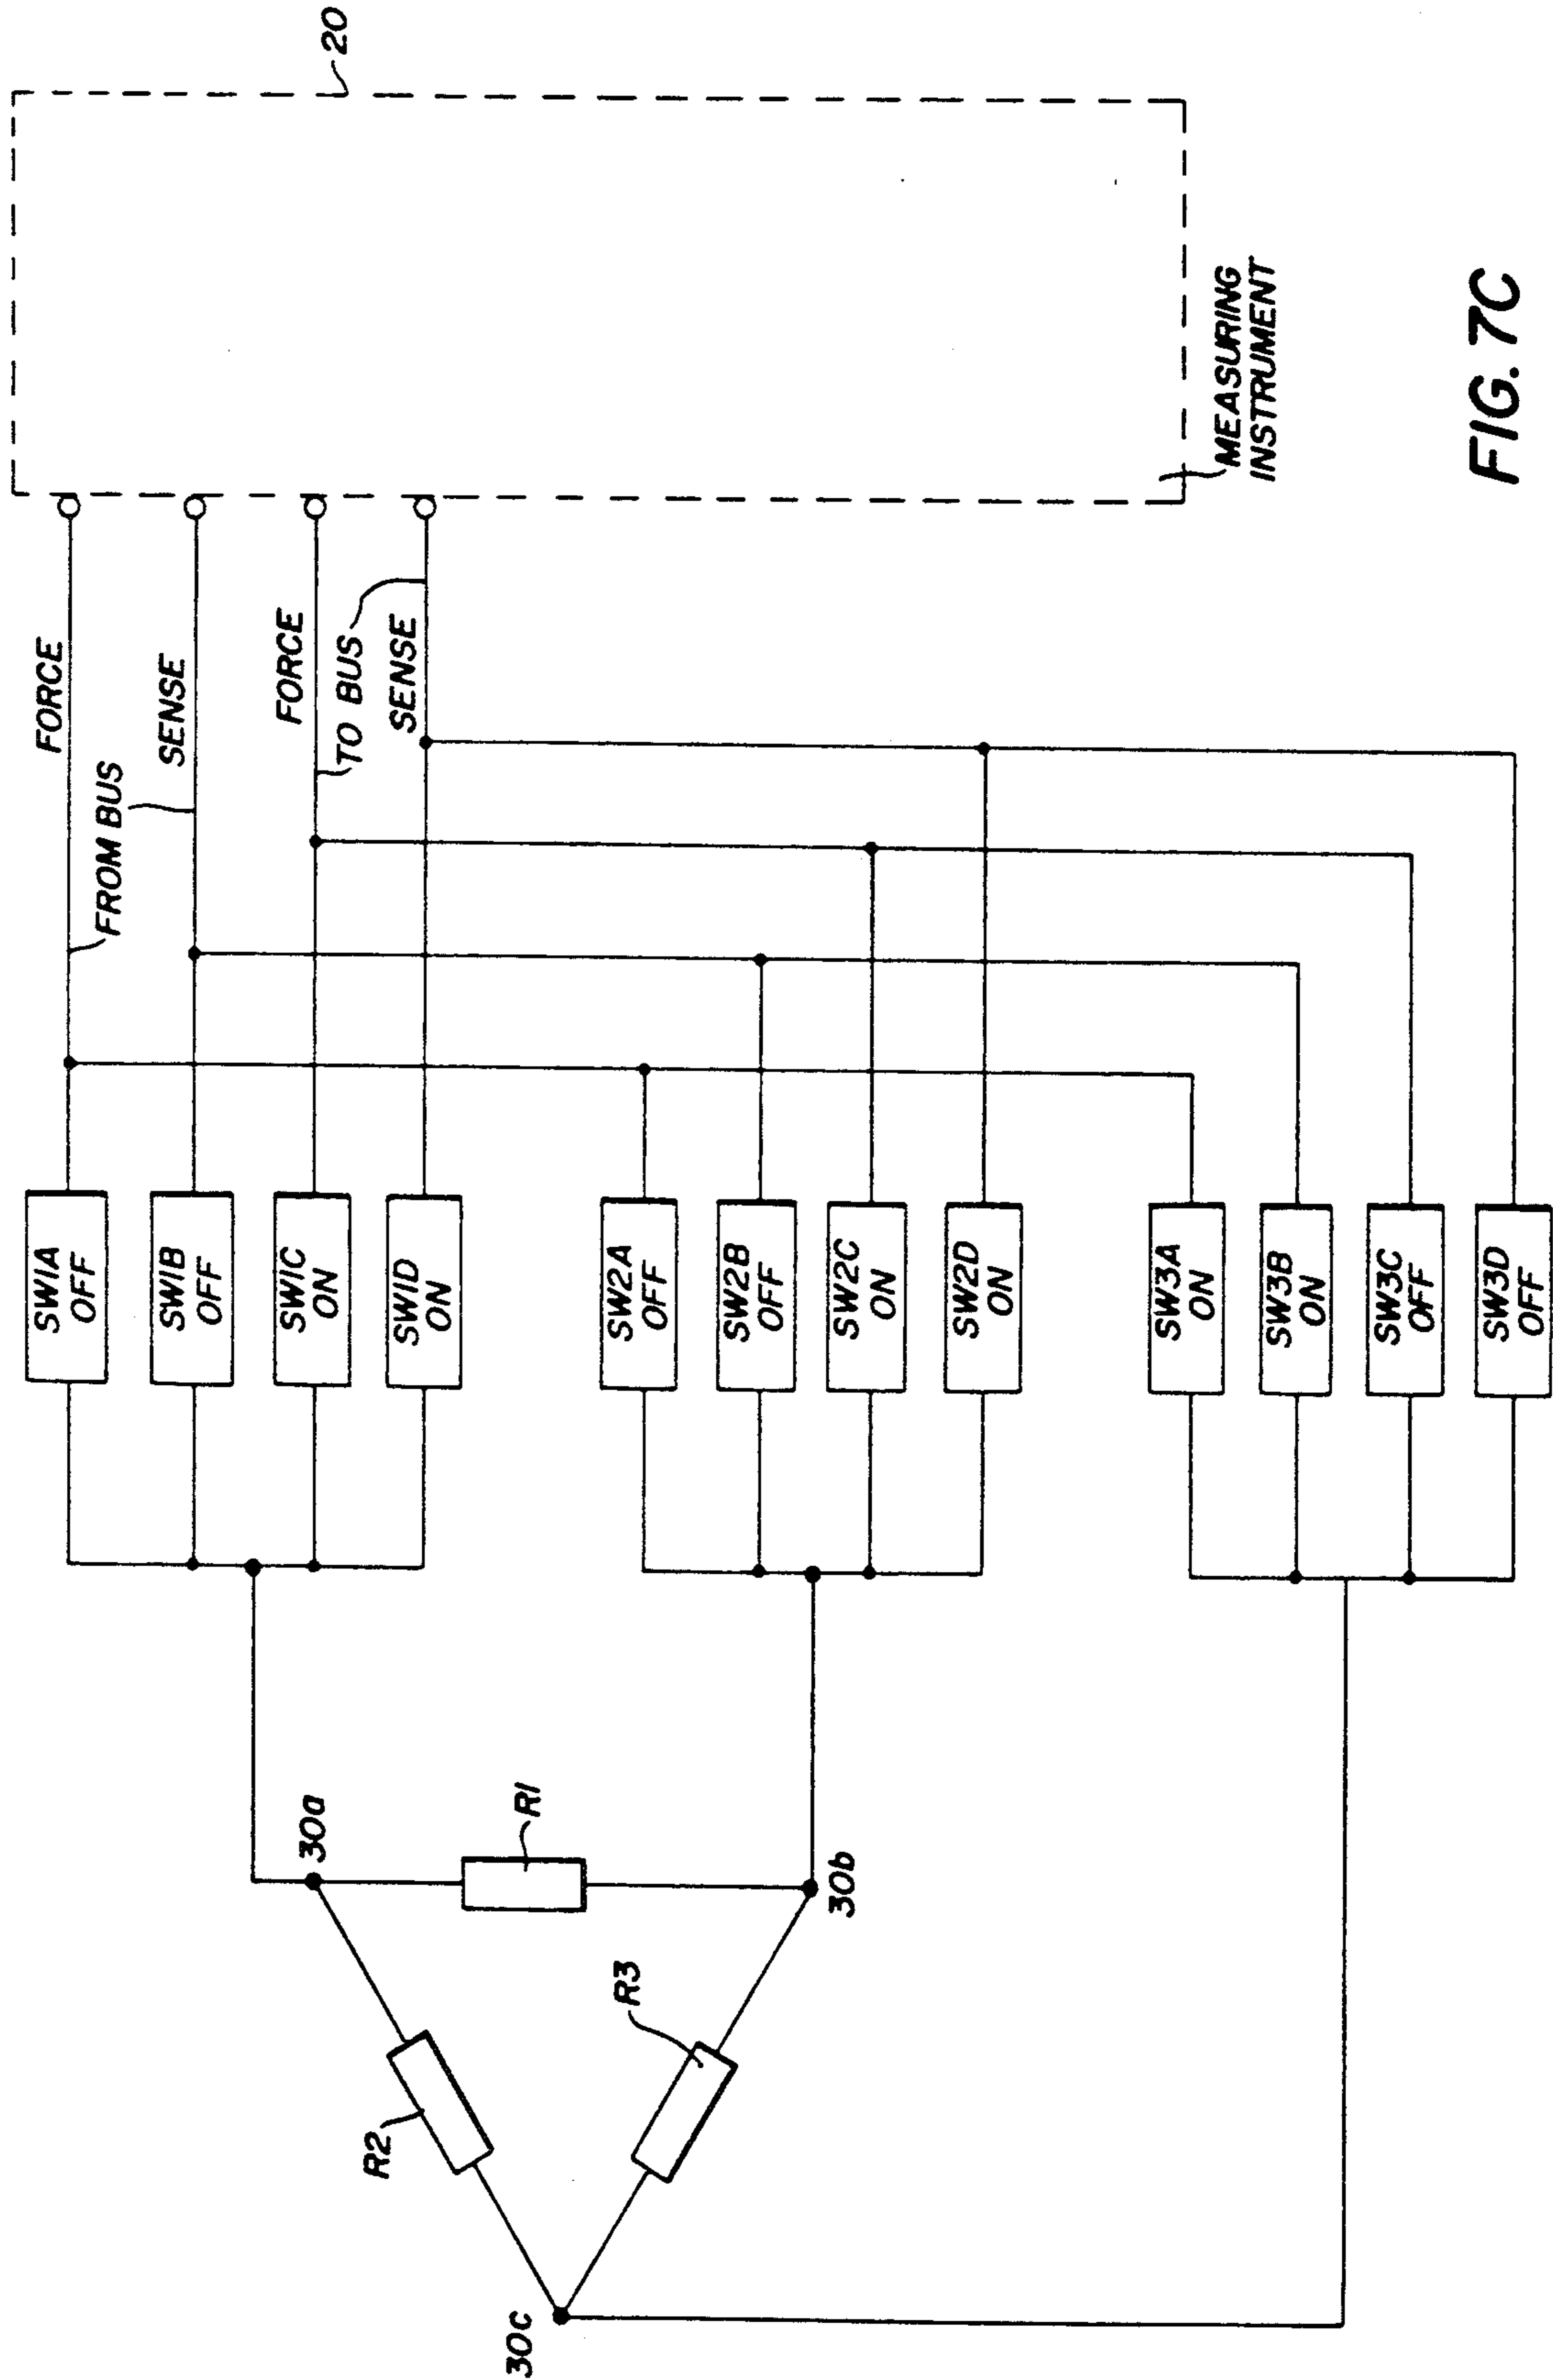 20
FORCE
FROM BUS
SENSE
FORCE
TO BUS
SENSE
MEASURING
INSTRUMENT
SW1A
OFF
SW1B
OFF
SW1C
ON
SW1D
ON
SW2A
OFF
SW2B
OFF
SW2C
ON
SW2D
ON
SW3A
ON
SW3B
ON
SW3C
OFF
SW3D
OFF
30a
R1
30b
R2
R3
30c
FIG. 7C